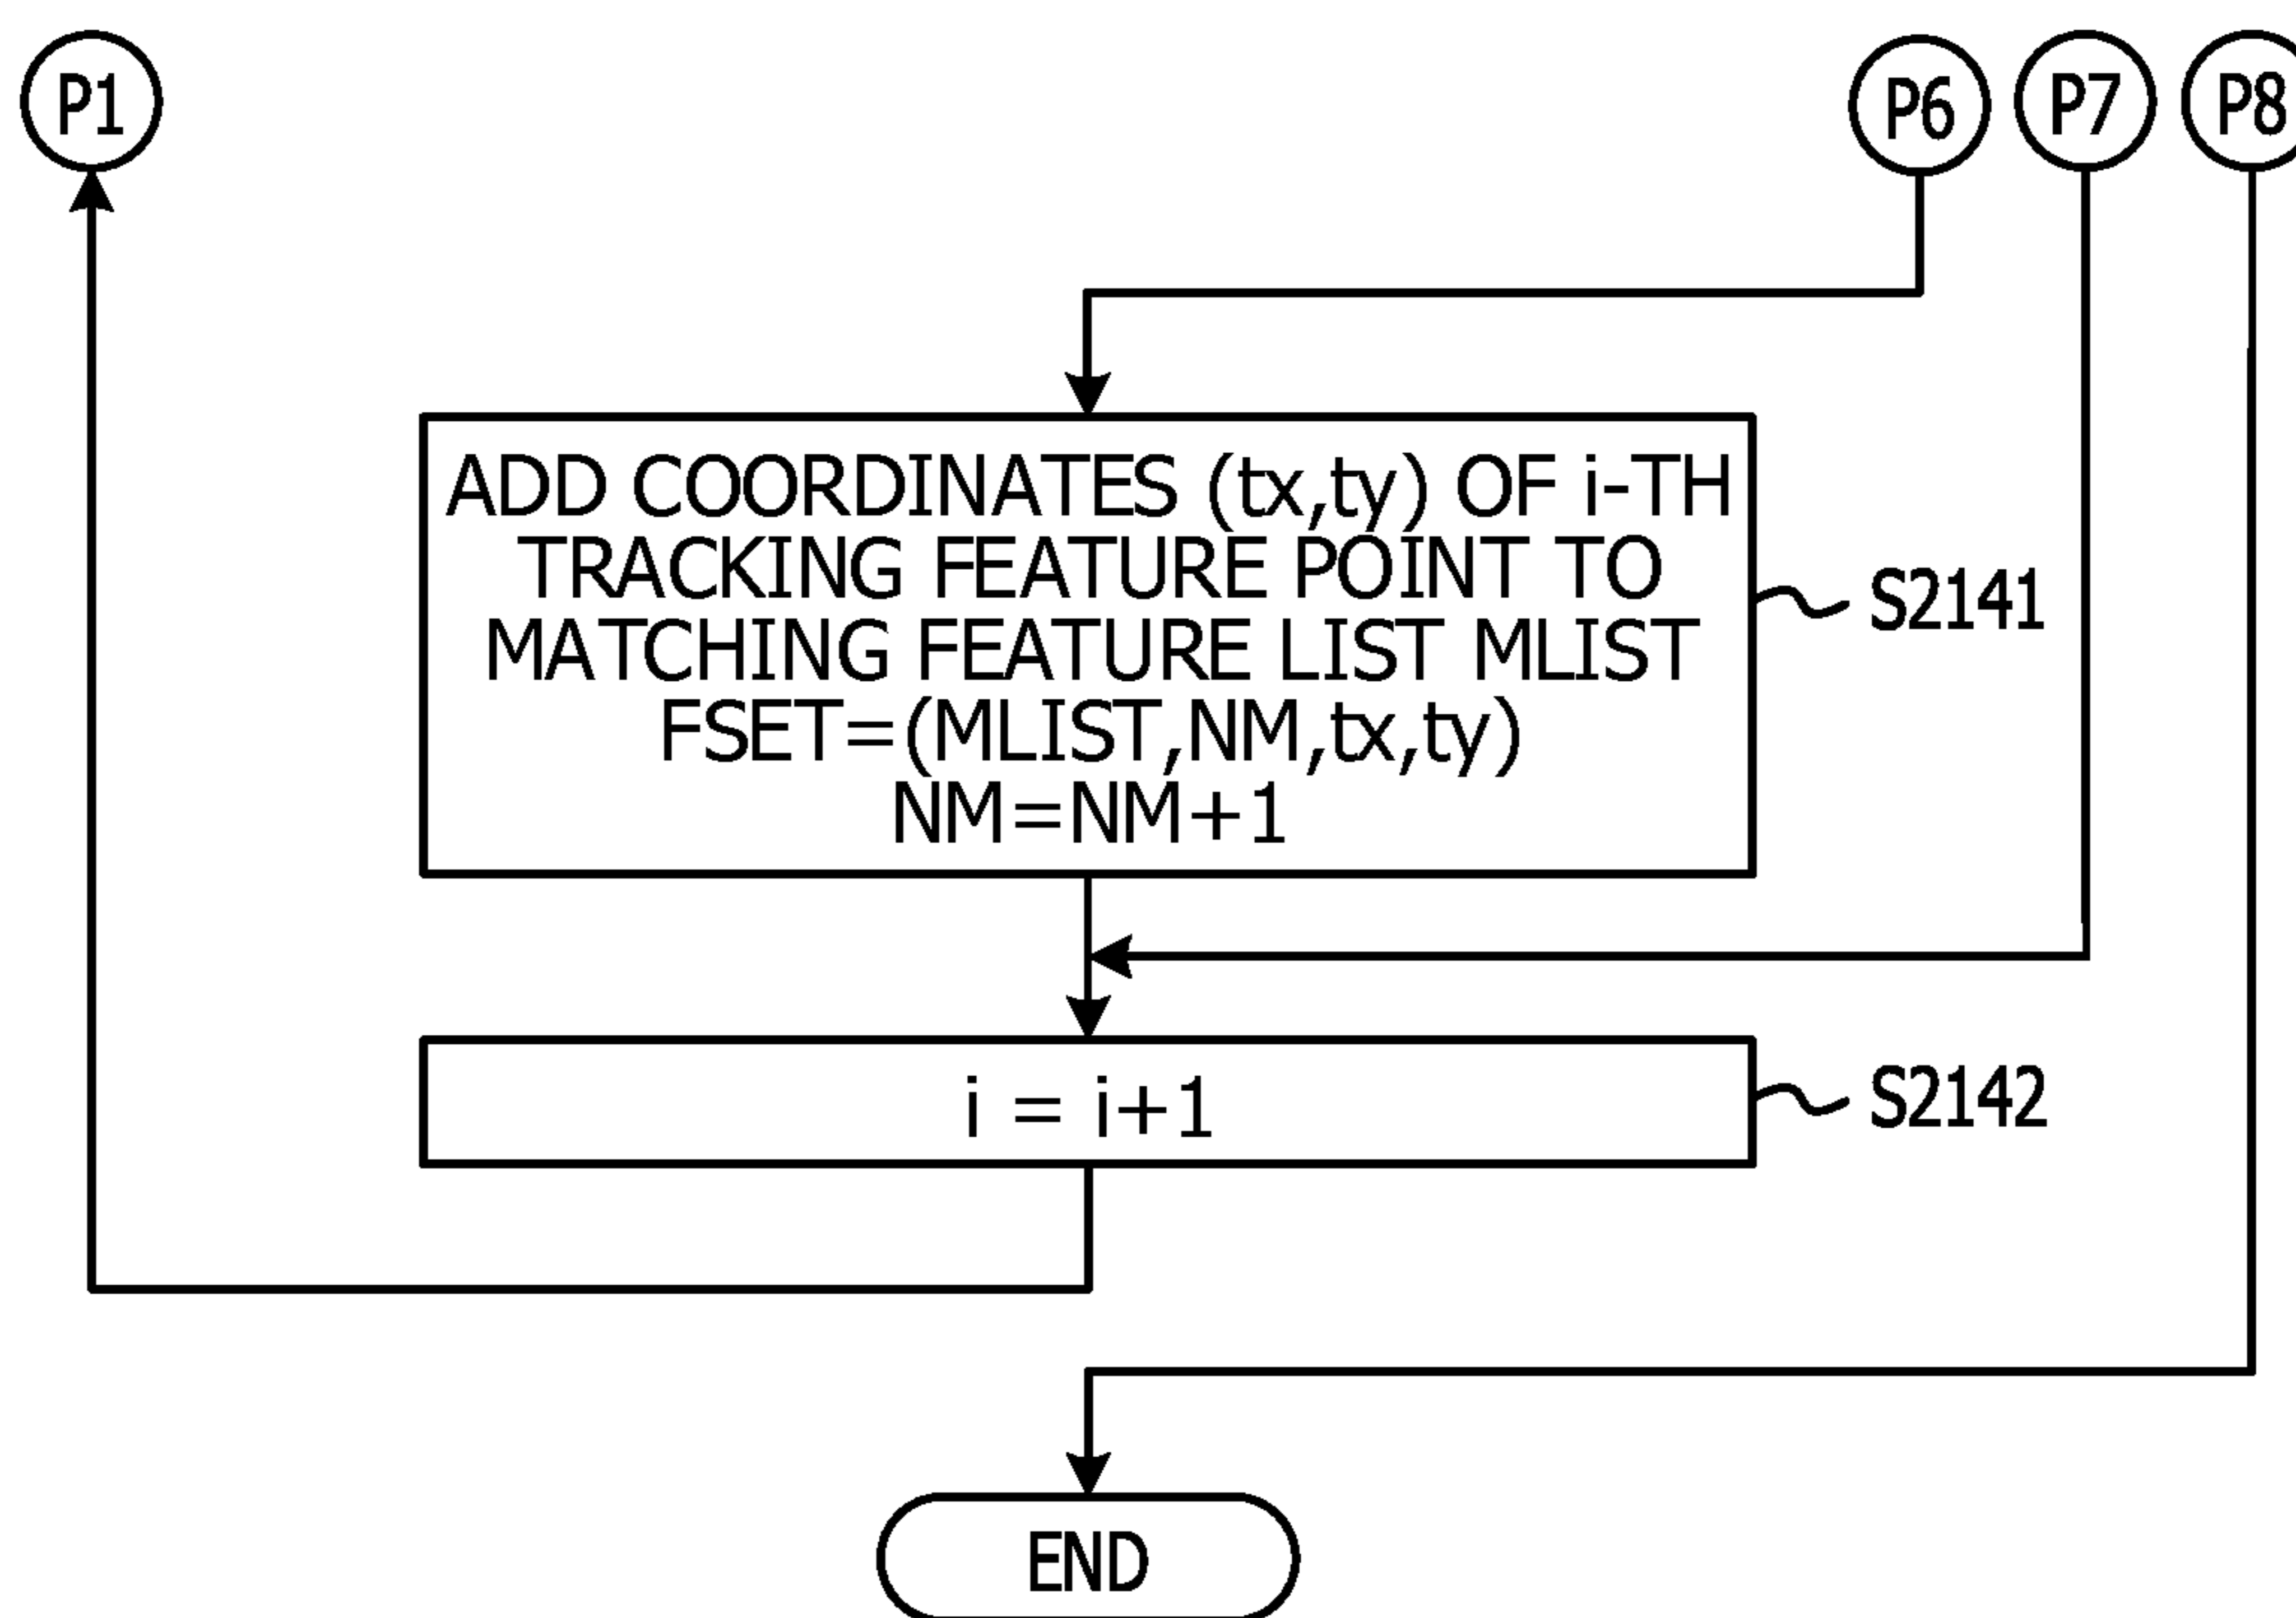 P1
P6
P7
P8
ADD COORDINATES (tx,ty) OF i-TH
TRACKING FEATURE POINT TO
MATCHING FEATURE LIST MLIST
FSET=(MLIST,NM,tx,ty)
NM=NM+1
S2141
i = i+1
S2142
END